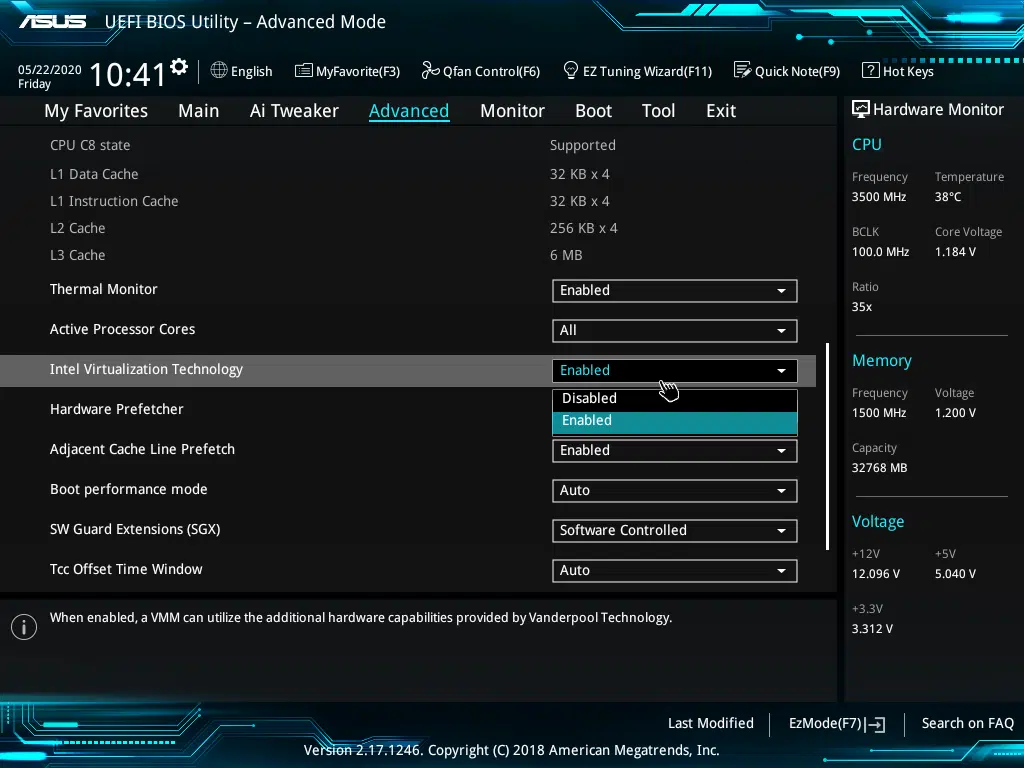 ASUS UEFI BIOS Utility – Advanced Mode
05/22/2020
Friday
10:41
English
MyFavorite(F3)
Qfan Control(F6)
EZ Tuning Wizard(F11)
Quick Note(F9)
? Hot Keys
My Favorites Main Ai Tweaker Advanced Monitor Boot Tool Exit
CPU C8 state Supported
L1 Data Cache 32 KB x 4
L1 Instruction Cache 32 KB x 4
L2 Cache 256 KB x 4
L3 Cache 6 MB
Thermal Monitor Enabled
Active Processor Cores All
Intel Virtualization Technology Enabled
Disabled
Hardware Prefetcher Enabled
Adjacent Cache Line Prefetch Enabled
Boot performance mode Auto
SW Guard Extensions (SGX) Software Controlled
Tcc Offset Time Window Auto
When enabled, a VMM can utilize the additional hardware capabilities provided by Vanderpool Technology.
Hardware Monitor
CPU
Frequency Temperature
3500 MHz 38°C
BCLK Core Voltage
100.0 MHz 1.184 V
Ratio
35x
Memory
Frequency Voltage
1500 MHz 1.200 V
Capacity
32768 MB
Voltage
+12V +5V
12.096 V 5.040 V
+3.3V
3.312 V
Last Modified EzMode(F7) Search on FAQ
Version 2.17.1246. Copyright (C) 2018 American Megatrends, Inc.